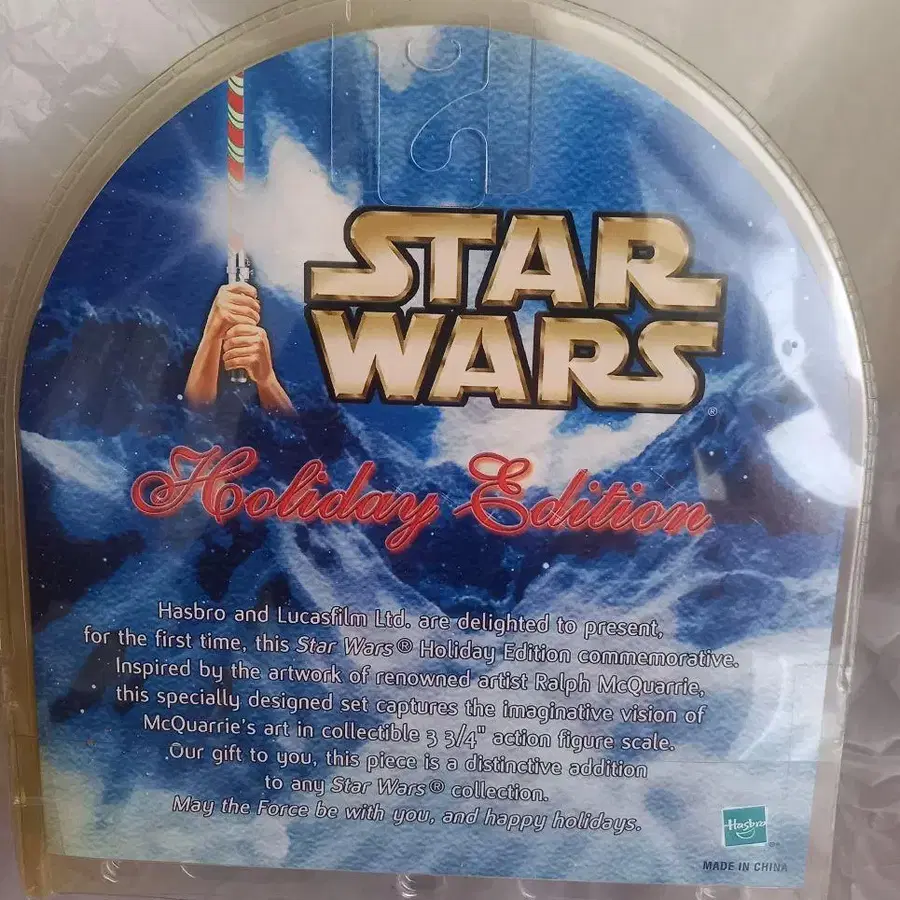 STAR
WARS®
Holiday Edition
Hasbro and Lucasfilm Ltd. are delighted to present,
for the first time, this Star Wars® Holiday Edition commemorative.
Inspired by the artwork of renowned artist Ralph McQuarrie,
this specially designed set captures the imaginative vision of
McQuarrie's art in collectible 3 3/4" action figure scale.
Our gift to you, this piece is a distinctive addition
to any Star Wars® collection.
May the Force be with you, and happy holidays.
Hasbro®
MADE IN CHINA